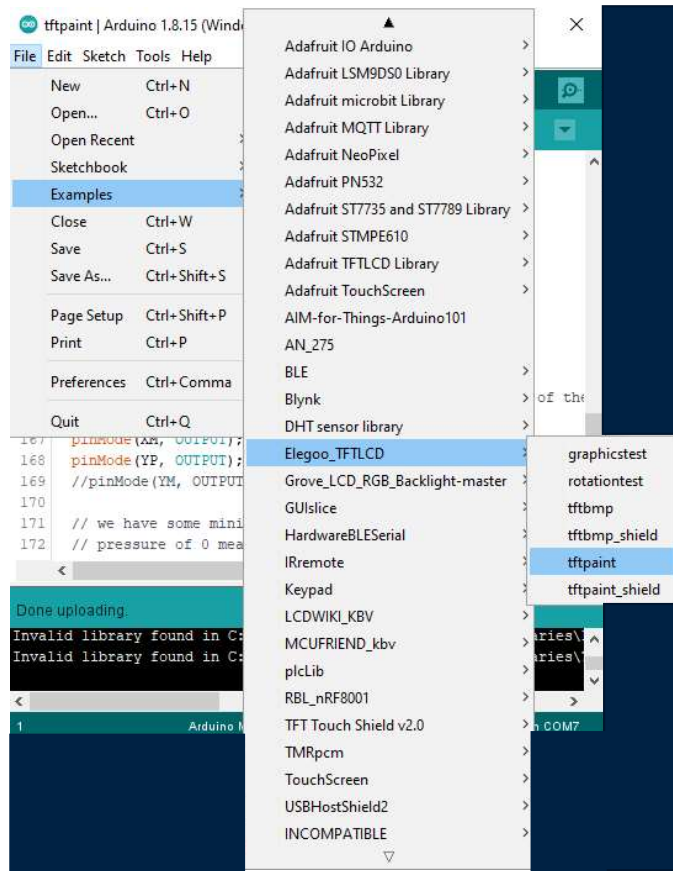 tftpaint | Arduino 1.8.15 (Wind
File Edit Sketch Tools Help
New Ctrl+N
Open... Ctrl+O
Open Recent
Sketchbook
Examples
Close Ctrl+W
Save Ctrl+S
Save As... Ctrl+Shift+S
Page Setup Ctrl+Shift+P
Print Ctrl+P
Preferences Ctrl+Comma
Quit Ctrl+Q
Adafruit IO Arduino
Adafruit LSM9DS0 Library
Adafruit microbit Library
Adafruit MQTT Library
Adafruit NeoPixel
Adafruit PN532
Adafruit ST7735 and ST7789 Library
Adafruit STMPE610
Adafruit TFTLCD Library
Adafruit TouchScreen
AIM-for-Things-Arduino101
AN_275
BLE
Blynk
DHT sensor library
Elegoo_TFTLCD
Grove_LCD_RGB_Backlight-master
GUIslice
HardwareBLESerial
IRremote
Keypad
LCDWIKI_KBV
MCUFRIEND_kbv
plcLib
RBL_nRF8001
TFT Touch Shield v2.0
TMRpcm
TouchScreen
USBHostShield2
INCOMPATIBLE
graphicstest
rotationtest
tftbmp
tftbmp_shield
tftpaint
tftpaint_shield
of the
167 pinMode(XM, OUTPUT);
168 pinMode(YP, OUTPUT);
169 //pinMode(YM, OUTPUT
170
171 // we have some mini
172 // pressure of 0 mea
Done uploading.
Invalid library found in C: aries\
Invalid library found in C: aries\
1 Arduino n COM7